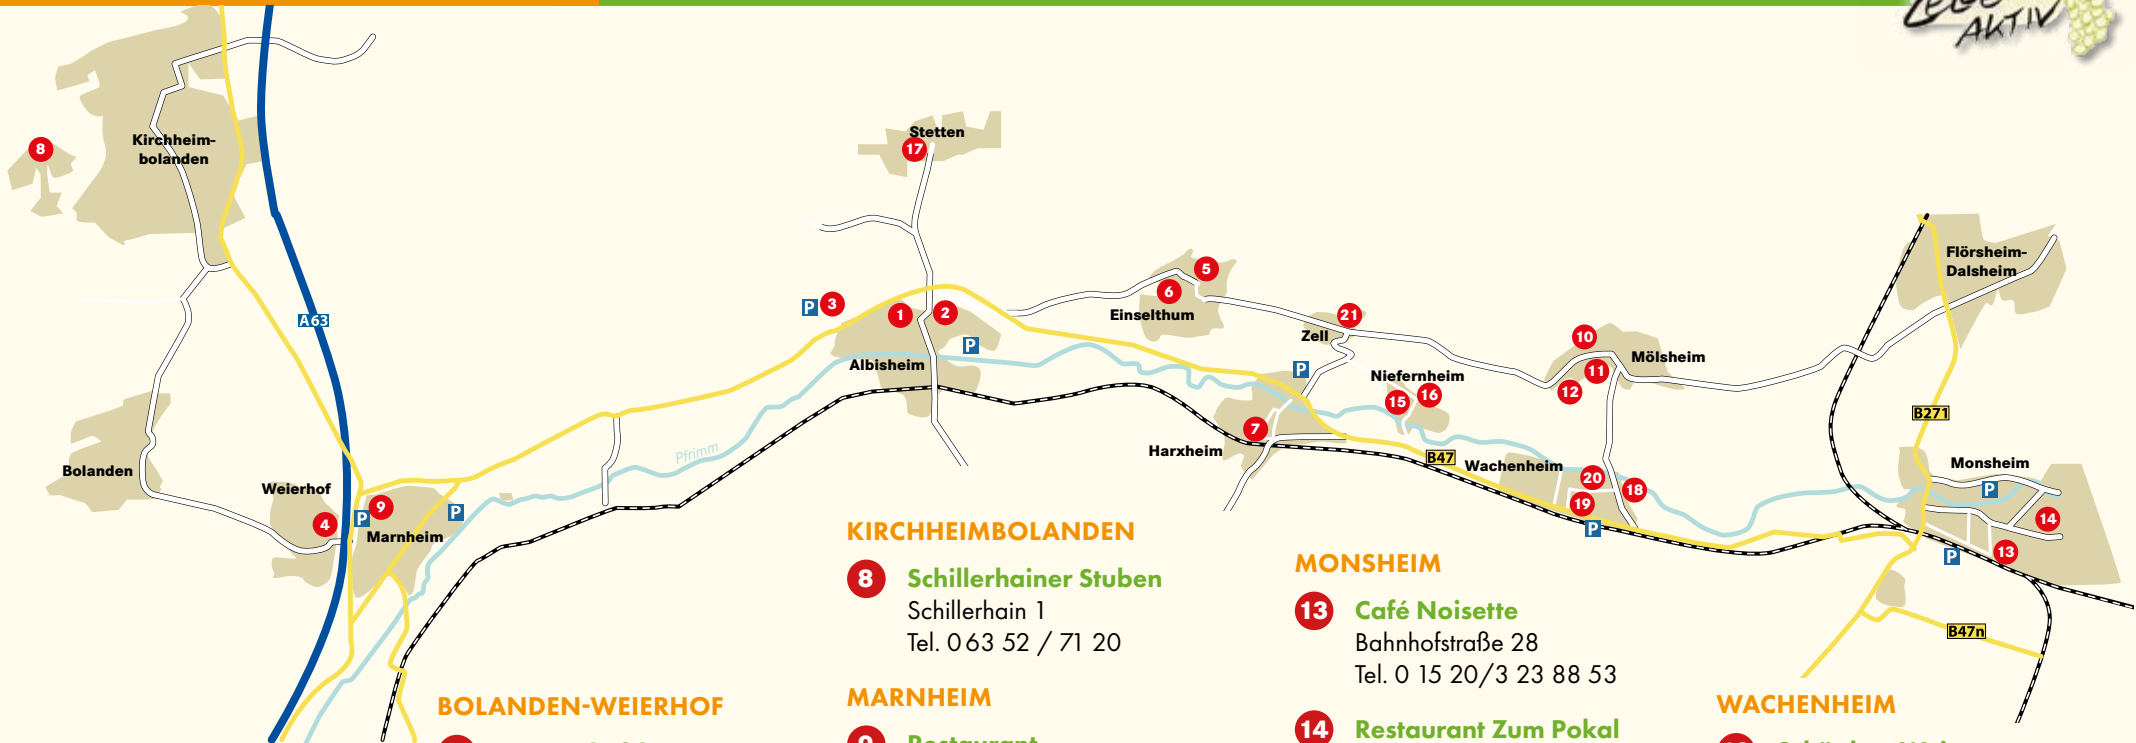 AKTIV
Kirchheim-
bolanden
8
Stetten
17
A63
P
3
1
2
P
Albisheim
5
6
Einselthum
21
Zell
P
Niefernheim
15
16
10
11
12
Mölsheim
Flörsheim-
Dalsheim
B271
Bolanden
Weierhof
4
P
9
Marnheim
P
Pfrimm
7
Harxheim
B47
Wachenheim
20
18
19
P
Monsheim
P
14
13
P
B47n
KIRCHHEIMBOLANDEN
8 Schillerhainer Stuben
Schillerhain 1
Tel. 0 63 52 / 71 20
MARNHEIM
9 Restaurant
BOLANDEN-WEIERHOF
MONSHEIM
13 Café Noisette
Bahnhofstraße 28
Tel. 0 15 20/3 23 88 53
14 Restaurant Zum Pokal
WACHENHEIM